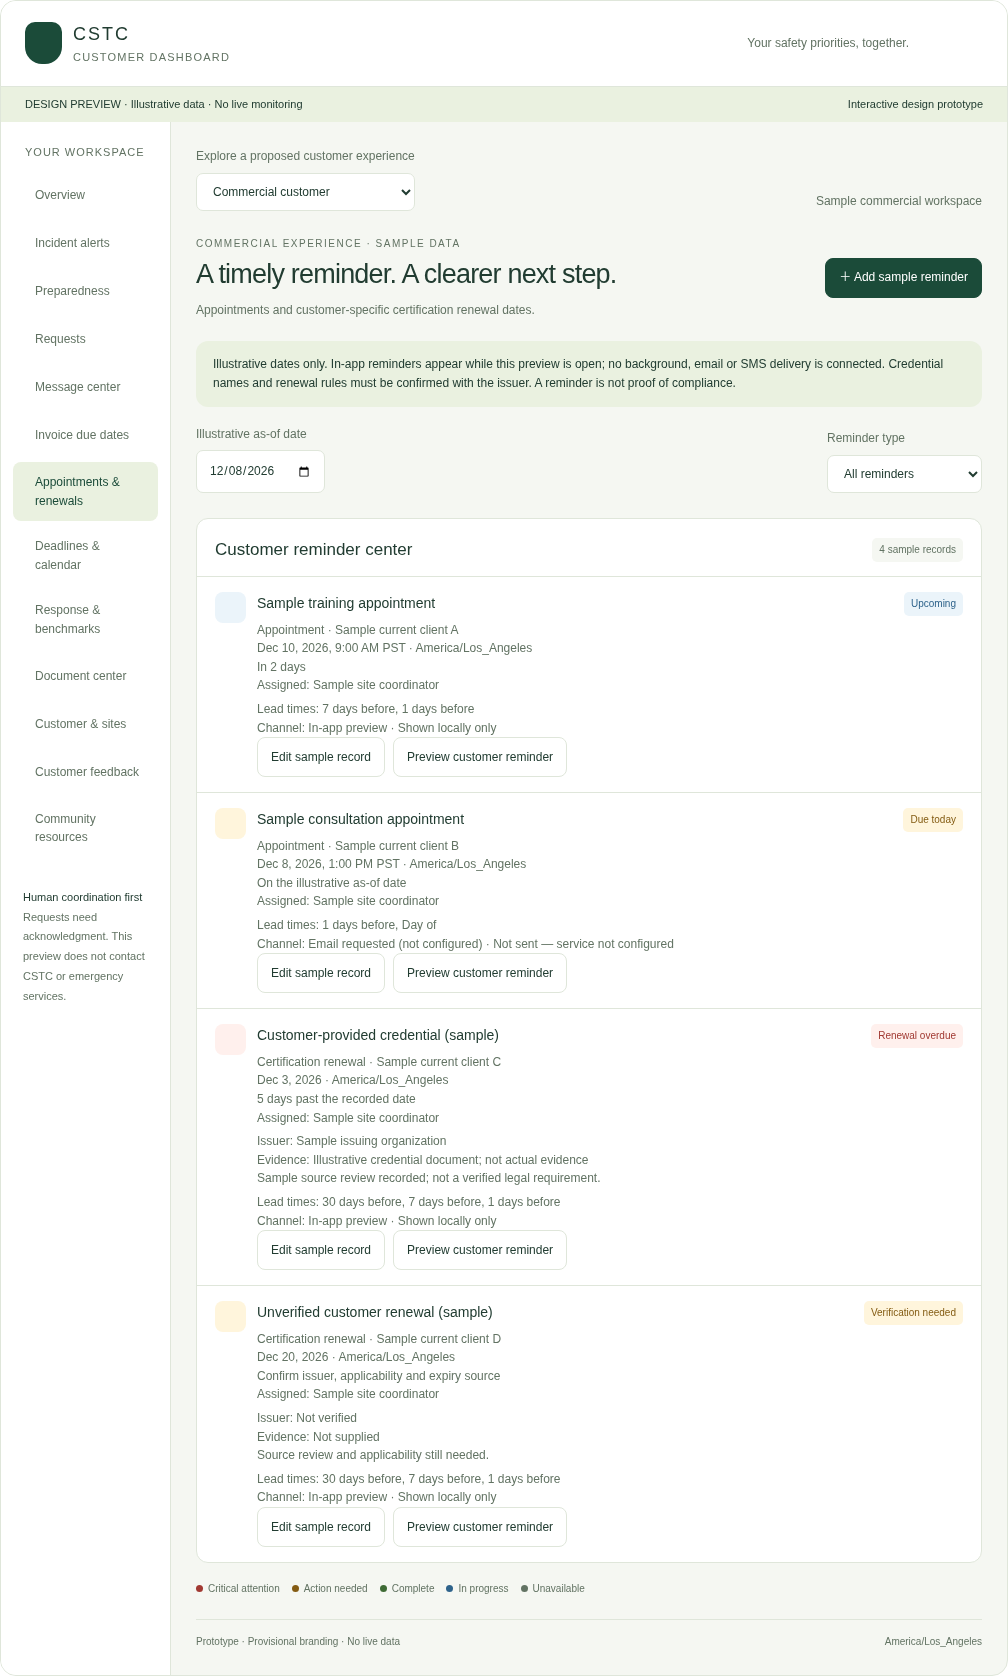 CSTC
CUSTOMER DASHBOARD
Your safety priorities, together.
DESIGN PREVIEW · Illustrative data · No live monitoring
Interactive design prototype
YOUR WORKSPACE
Overview
Incident alerts
Preparedness
Requests
Message center
Invoice due dates
Appointments &
renewals
Deadlines &
calendar
Response &
benchmarks
Document center
Customer & sites
Customer feedback
Community
resources
Human coordination first
Requests need
acknowledgment. This
preview does not contact
CSTC or emergency
services.
Explore a proposed customer experience
Commercial customer
Sample commercial workspace
COMMERCIAL EXPERIENCE · SAMPLE DATA
A timely reminder. A clearer next step.
Appointments and customer-specific certification renewal dates.
+ Add sample reminder
Illustrative dates only. In-app reminders appear while this preview is open; no background, email or SMS delivery is connected. Credential
names and renewal rules must be confirmed with the issuer. A reminder is not proof of compliance.
Illustrative as-of date
12/08/2026
Reminder type
All reminders
Customer reminder center
4 sample records
Sample training appointment
Upcoming
Appointment · Sample current client A
Dec 10, 2026, 9:00 AM PST · America/Los_Angeles
In 2 days
Assigned: Sample site coordinator
Lead times: 7 days before, 1 days before
Channel: In-app preview · Shown locally only
Edit sample record
Preview customer reminder
Sample consultation appointment
Due today
Appointment · Sample current client B
Dec 8, 2026, 1:00 PM PST · America/Los_Angeles
On the illustrative as-of date
Assigned: Sample site coordinator
Lead times: 1 days before, Day of
Channel: Email requested (not configured) · Not sent — service not configured
Edit sample record
Preview customer reminder
Customer-provided credential (sample)
Renewal overdue
Certification renewal · Sample current client C
Dec 3, 2026 · America/Los_Angeles
5 days past the recorded date
Assigned: Sample site coordinator
Issuer: Sample issuing organization
Evidence: Illustrative credential document; not actual evidence
Sample source review recorded; not a verified legal requirement.
Lead times: 30 days before, 7 days before, 1 days before
Channel: In-app preview · Shown locally only
Edit sample record
Preview customer reminder
Unverified customer renewal (sample)
Verification needed
Certification renewal · Sample current client D
Dec 20, 2026 · America/Los_Angeles
Confirm issuer, applicability and expiry source
Assigned: Sample site coordinator
Issuer: Not verified
Evidence: Not supplied
Source review and applicability still needed.
Lead times: 30 days before, 7 days before, 1 days before
Channel: In-app preview · Shown locally only
Edit sample record
Preview customer reminder
Critical attention
Action needed
Complete
In progress
Unavailable
Prototype · Provisional branding · No live data
America/Los_Angeles